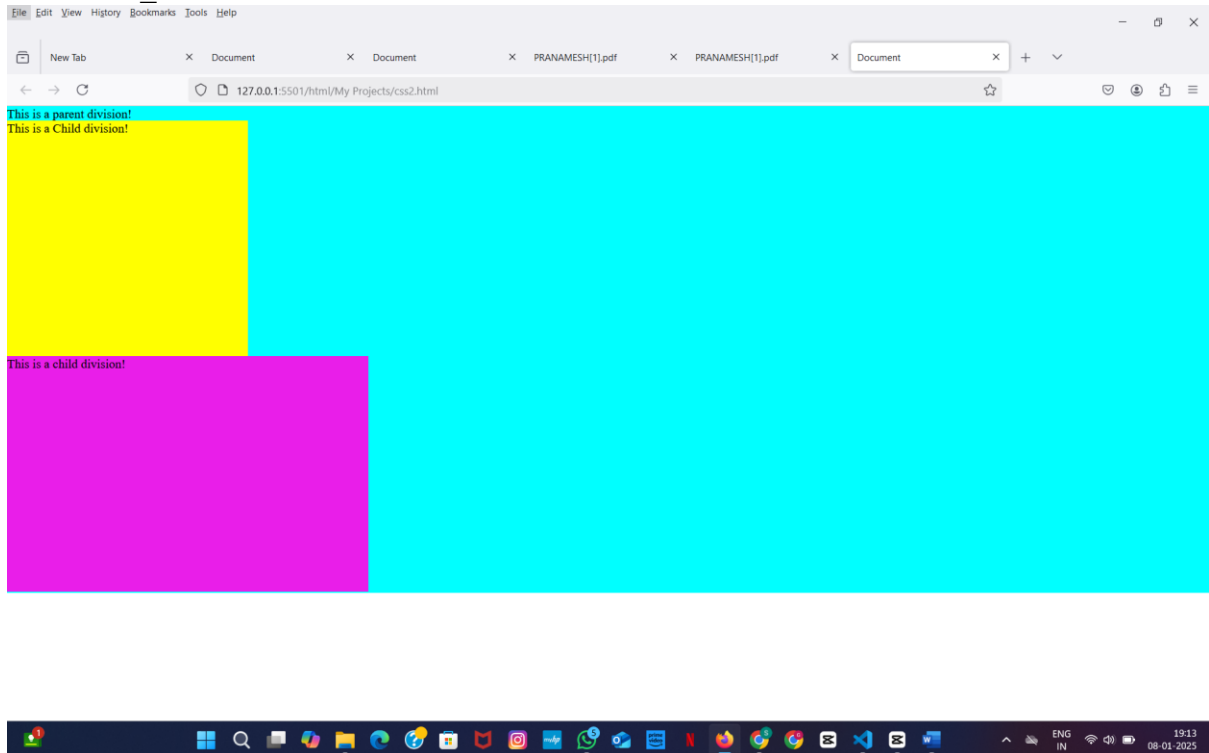 File Edit View History Bookmarks Tools Help
New Tab Document Document PRANAMESH[1].pdf PRANAMESH[1].pdf Document
127.0.0.1:5501/html/My Projects/css2.html
This is a parent division!
This is a Child division!
This is a child division!
ENG 19:13
IN 08-01-2025